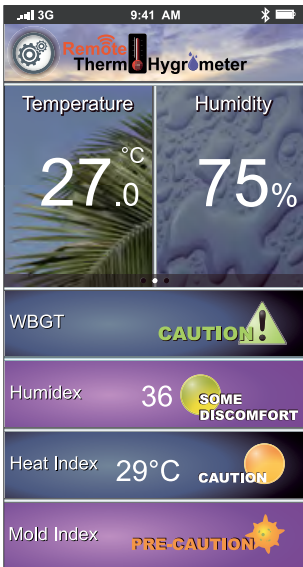 3G 9:41 AM
Remote
Therm Hygrometer
Temperature Humidity
27.0 °C 75%
WBGT CAUTION!
Humidex 36 SOME
DISCOMFORT
Heat Index 29°C CAUTION
Mold Index PRE-CAUTION